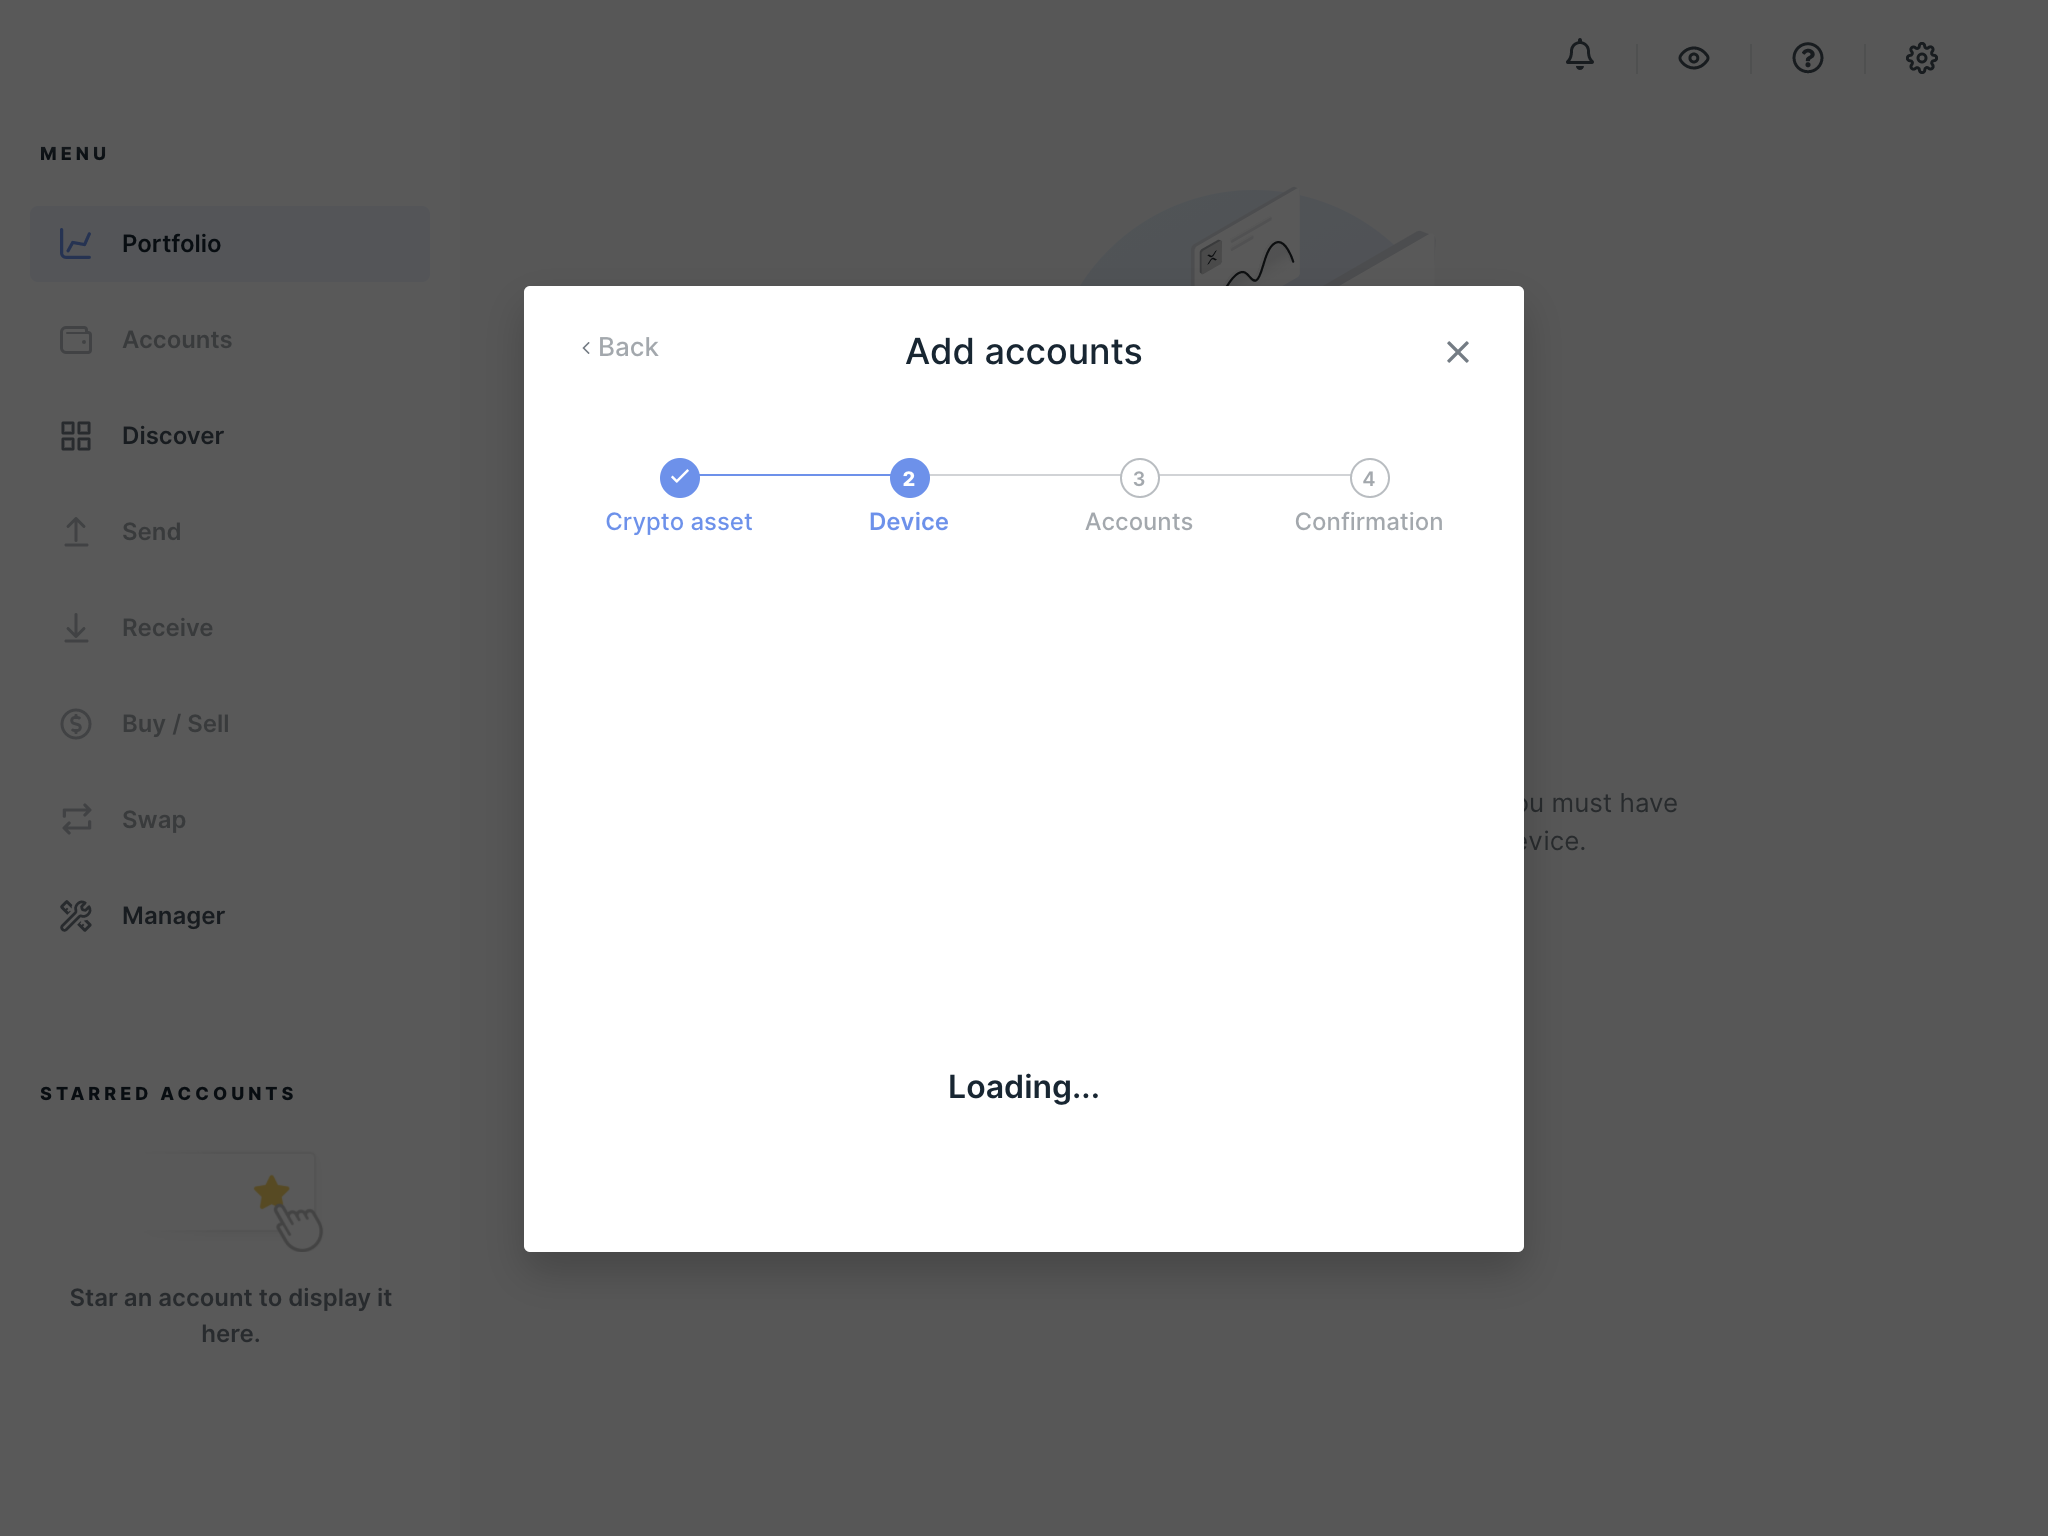 MENU
Portfolio
Accounts
Discover
Send
Receive
Buy / Sell
Swap
Manager
STARRED ACCOUNTS
Star an account to display it
here.
Back
Add accounts
2
3
4
Crypto asset
Device
Accounts
Confirmation
Loading...
must have